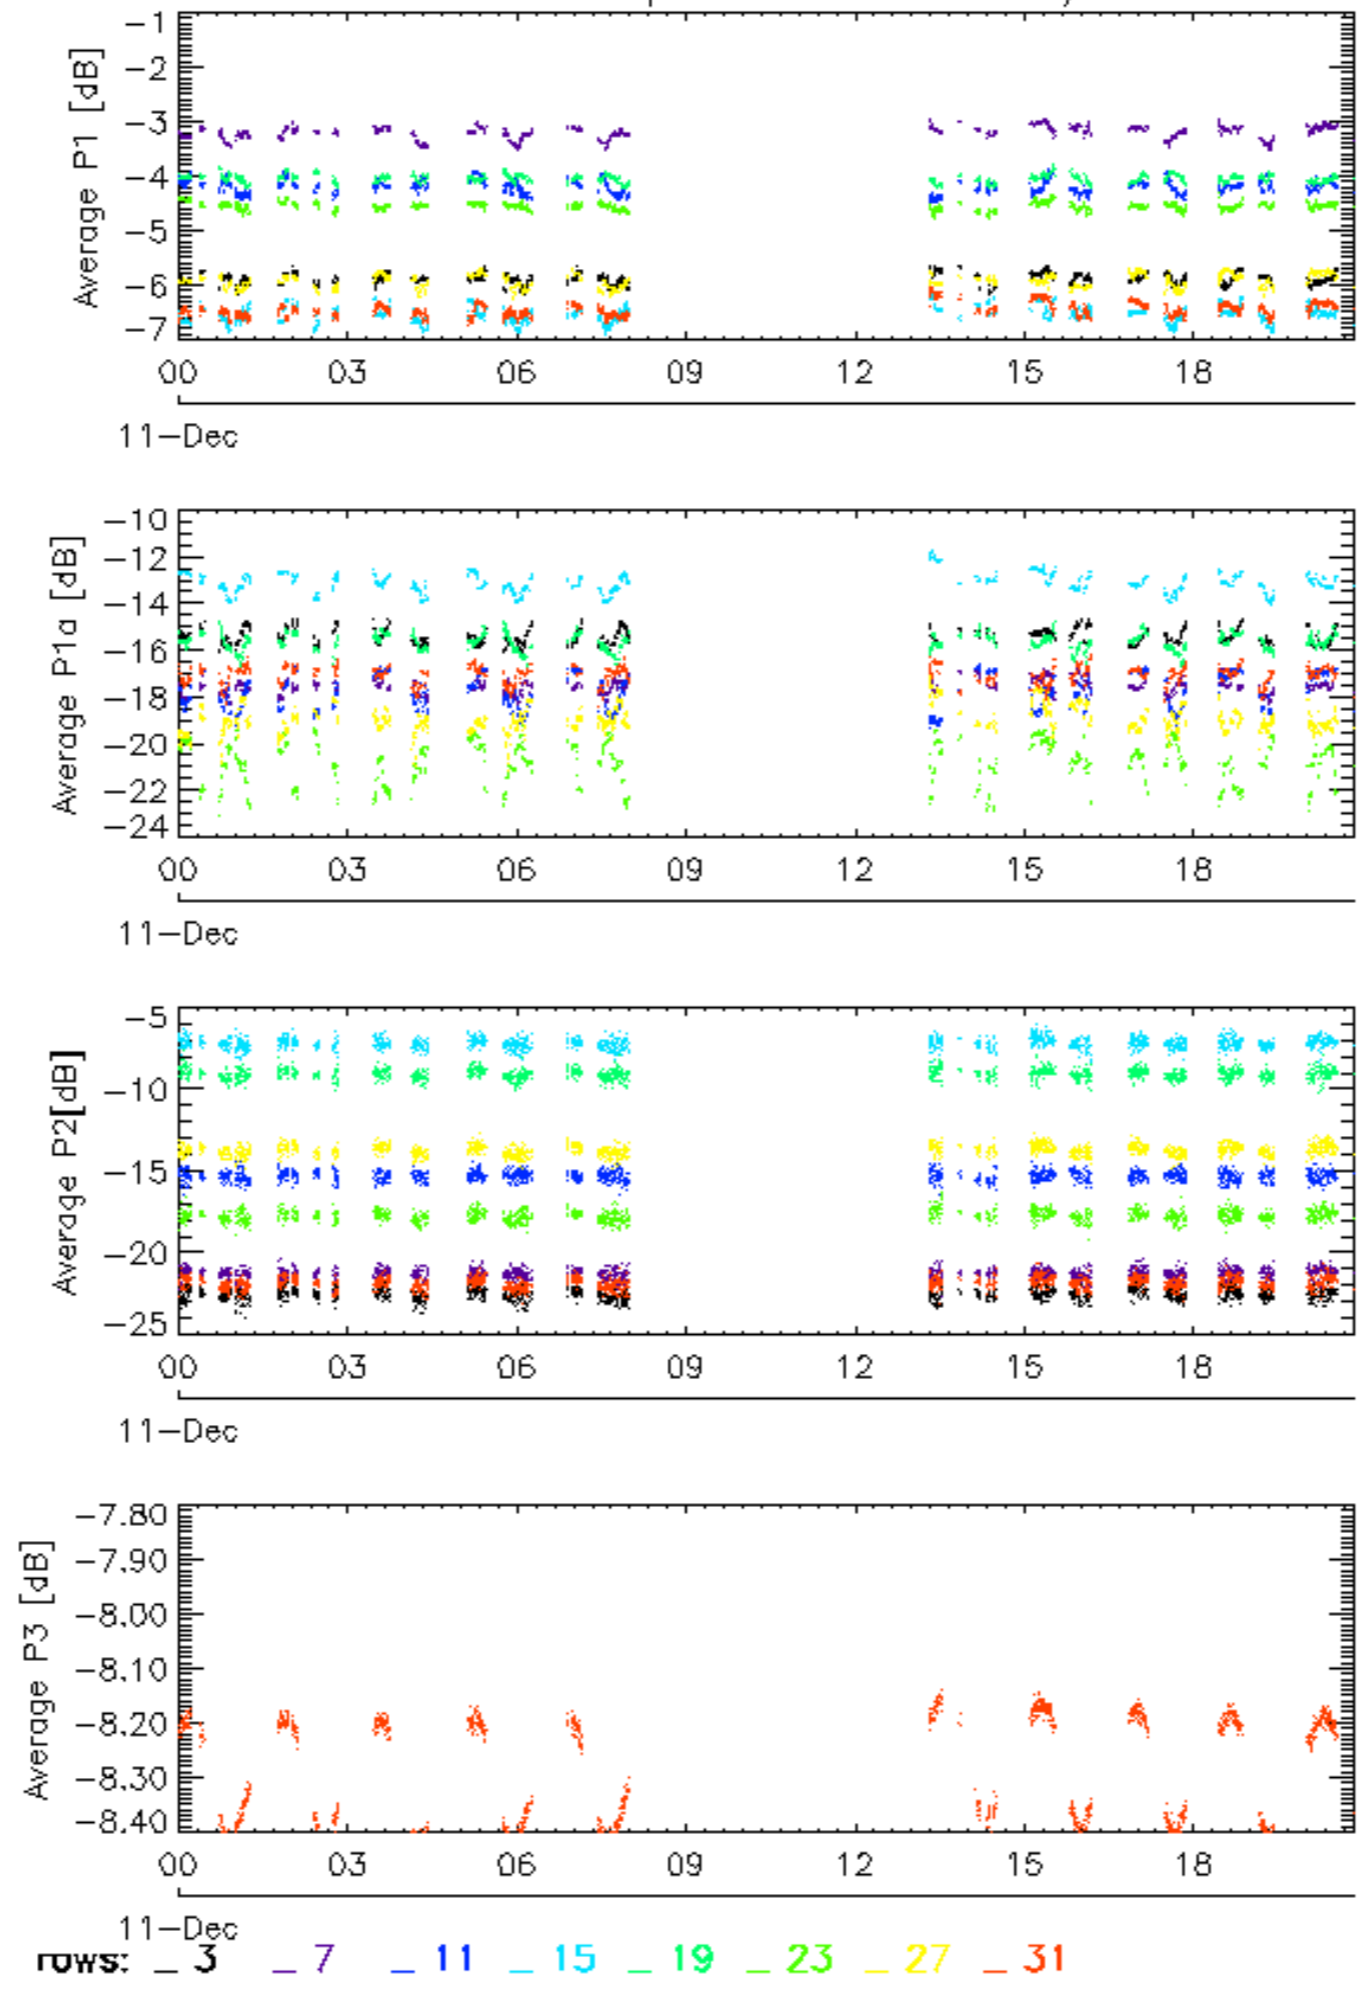 Average P1 [dB]
-1
-2
-3
-4
-5
-6
-7
00 03 06 09 12 15 18
11-Dec
Average P1a [dB]
-10
-12
-14
-16
-18
-20
-22
-24
00 03 06 09 12 15 18
11-Dec
Average P2[dB]
-5
-10
-15
-20
-25
00 03 06 09 12 15 18
11-Dec
Average P3 [dB]
-7.80
-7.90
-8.00
-8.10
-8.20
-8.30
-8.40
00 03 06 09 12 15 18
11-Dec
rows: _ 3 _ 7 _ 11 _ 15 _ 19 _ 23 _ 27 _ 31